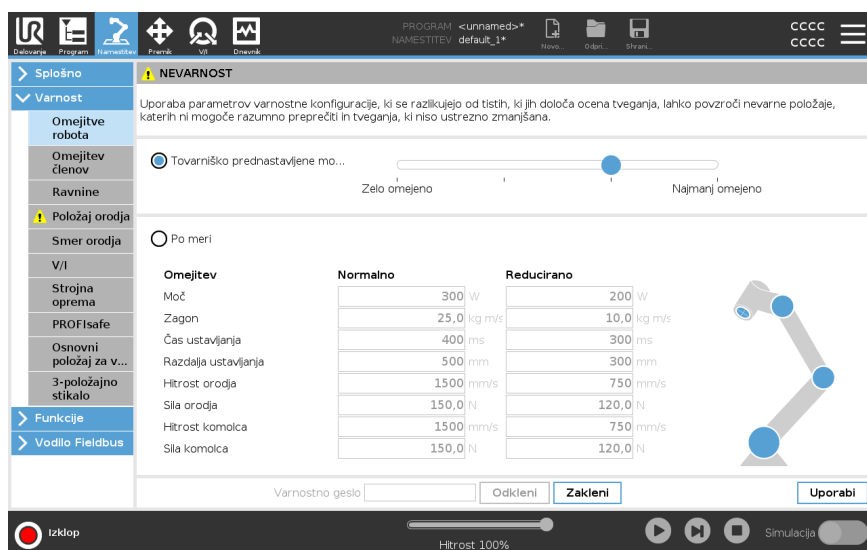 PROGRAM <unnamed>*
NAMESTITEV default_1*
Delovanje Program Namestitev Premik V/I Dnevnik
Novo... Odpri... Shrani...
CCCC
CCCC
Splošno
Varnost
Omejitve
robota
Omejitev
členov
Ravnine
Položaj orodja
Smer orodja
V/I
Strojna
oprema
PROFIsafe
Osnovni
položaj za v...
3-položajno
stikalo
Funkcije
Vodilo Fieldbus
NEVARNOST
Uporaba parametrov varnostne konfiguracije, ki se razlikujejo od tistih, ki jih določa ocena tveganja, lahko povzroči nevarne položaje,
katerih ni mogoče razumno preprečiti in tveganja, ki niso ustrezno zmanjšana.
Tovarniško prednastavljene mo...
Zelo omejeno Najmanj omejeno
Po meri
Omejitev Normalno Reducirano
Moč 300 W 200 W
Zagon 25,0 kg m/s 10,0 kg m/s
Čas ustavljanja 400 ms 300 ms
Razdalja ustavljanja 500 mm 300 mm
Hitrost orodja 1500 mm/s 750 mm/s
Sila orodja 150,0 N 120,0 N
Hitrost komolca 1500 mm/s 750 mm/s
Sila komolca 150,0 N 120,0 N
Varnostno geslo Odkleni Zakleni Uporabi
Izklop
Hitrost 100%
Simulacija